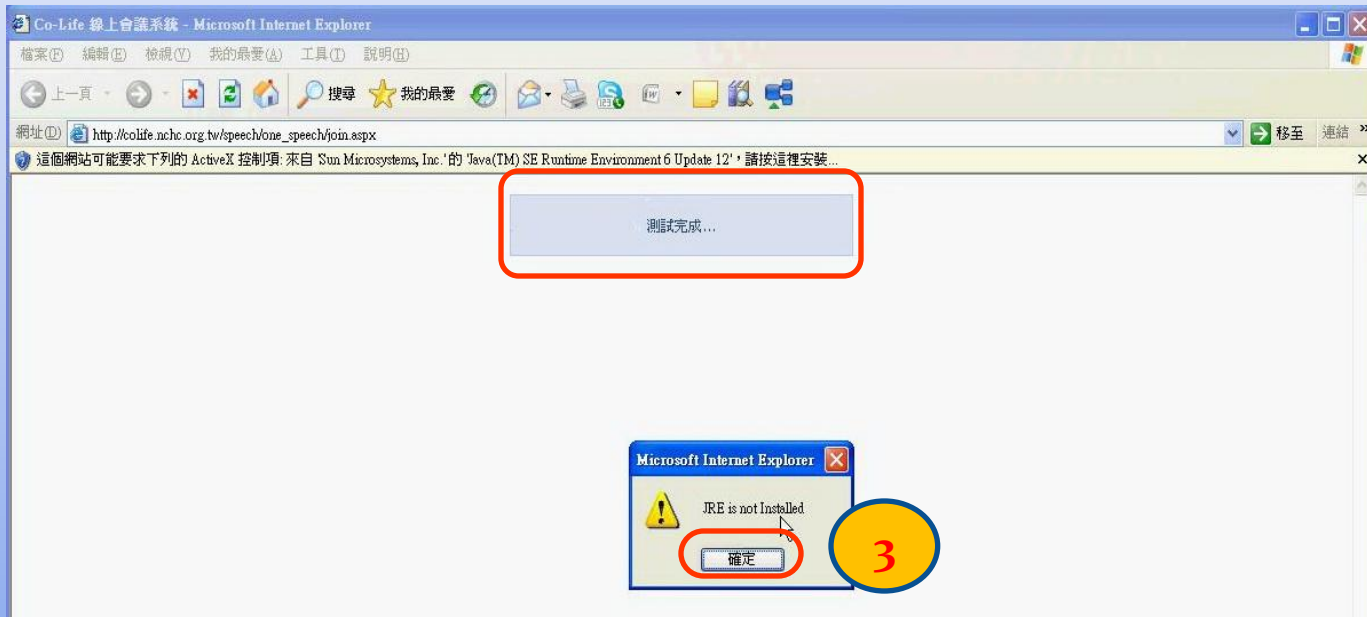 Co-Life 線上會議系統 - Microsoft Internet Explorer
檔案(F) 編輯(E) 檢視(V) 我的最愛(A) 工具(T) 說明(H)
上一頁 搜尋 我的最愛
網址(D) http://colife.nchc.org.tw/speech/one_speech/join.aspx 移至 連結 »
這個網站可能要求下列的 ActiveX 控制項: 來自 'Sun Microsystems, Inc.' 的 'Java(TM) SE Runtime Environment 6 Update 12'，請按這裡安裝...
測試完成...
Microsoft Internet Explorer
JRE is not Installed
確定
3